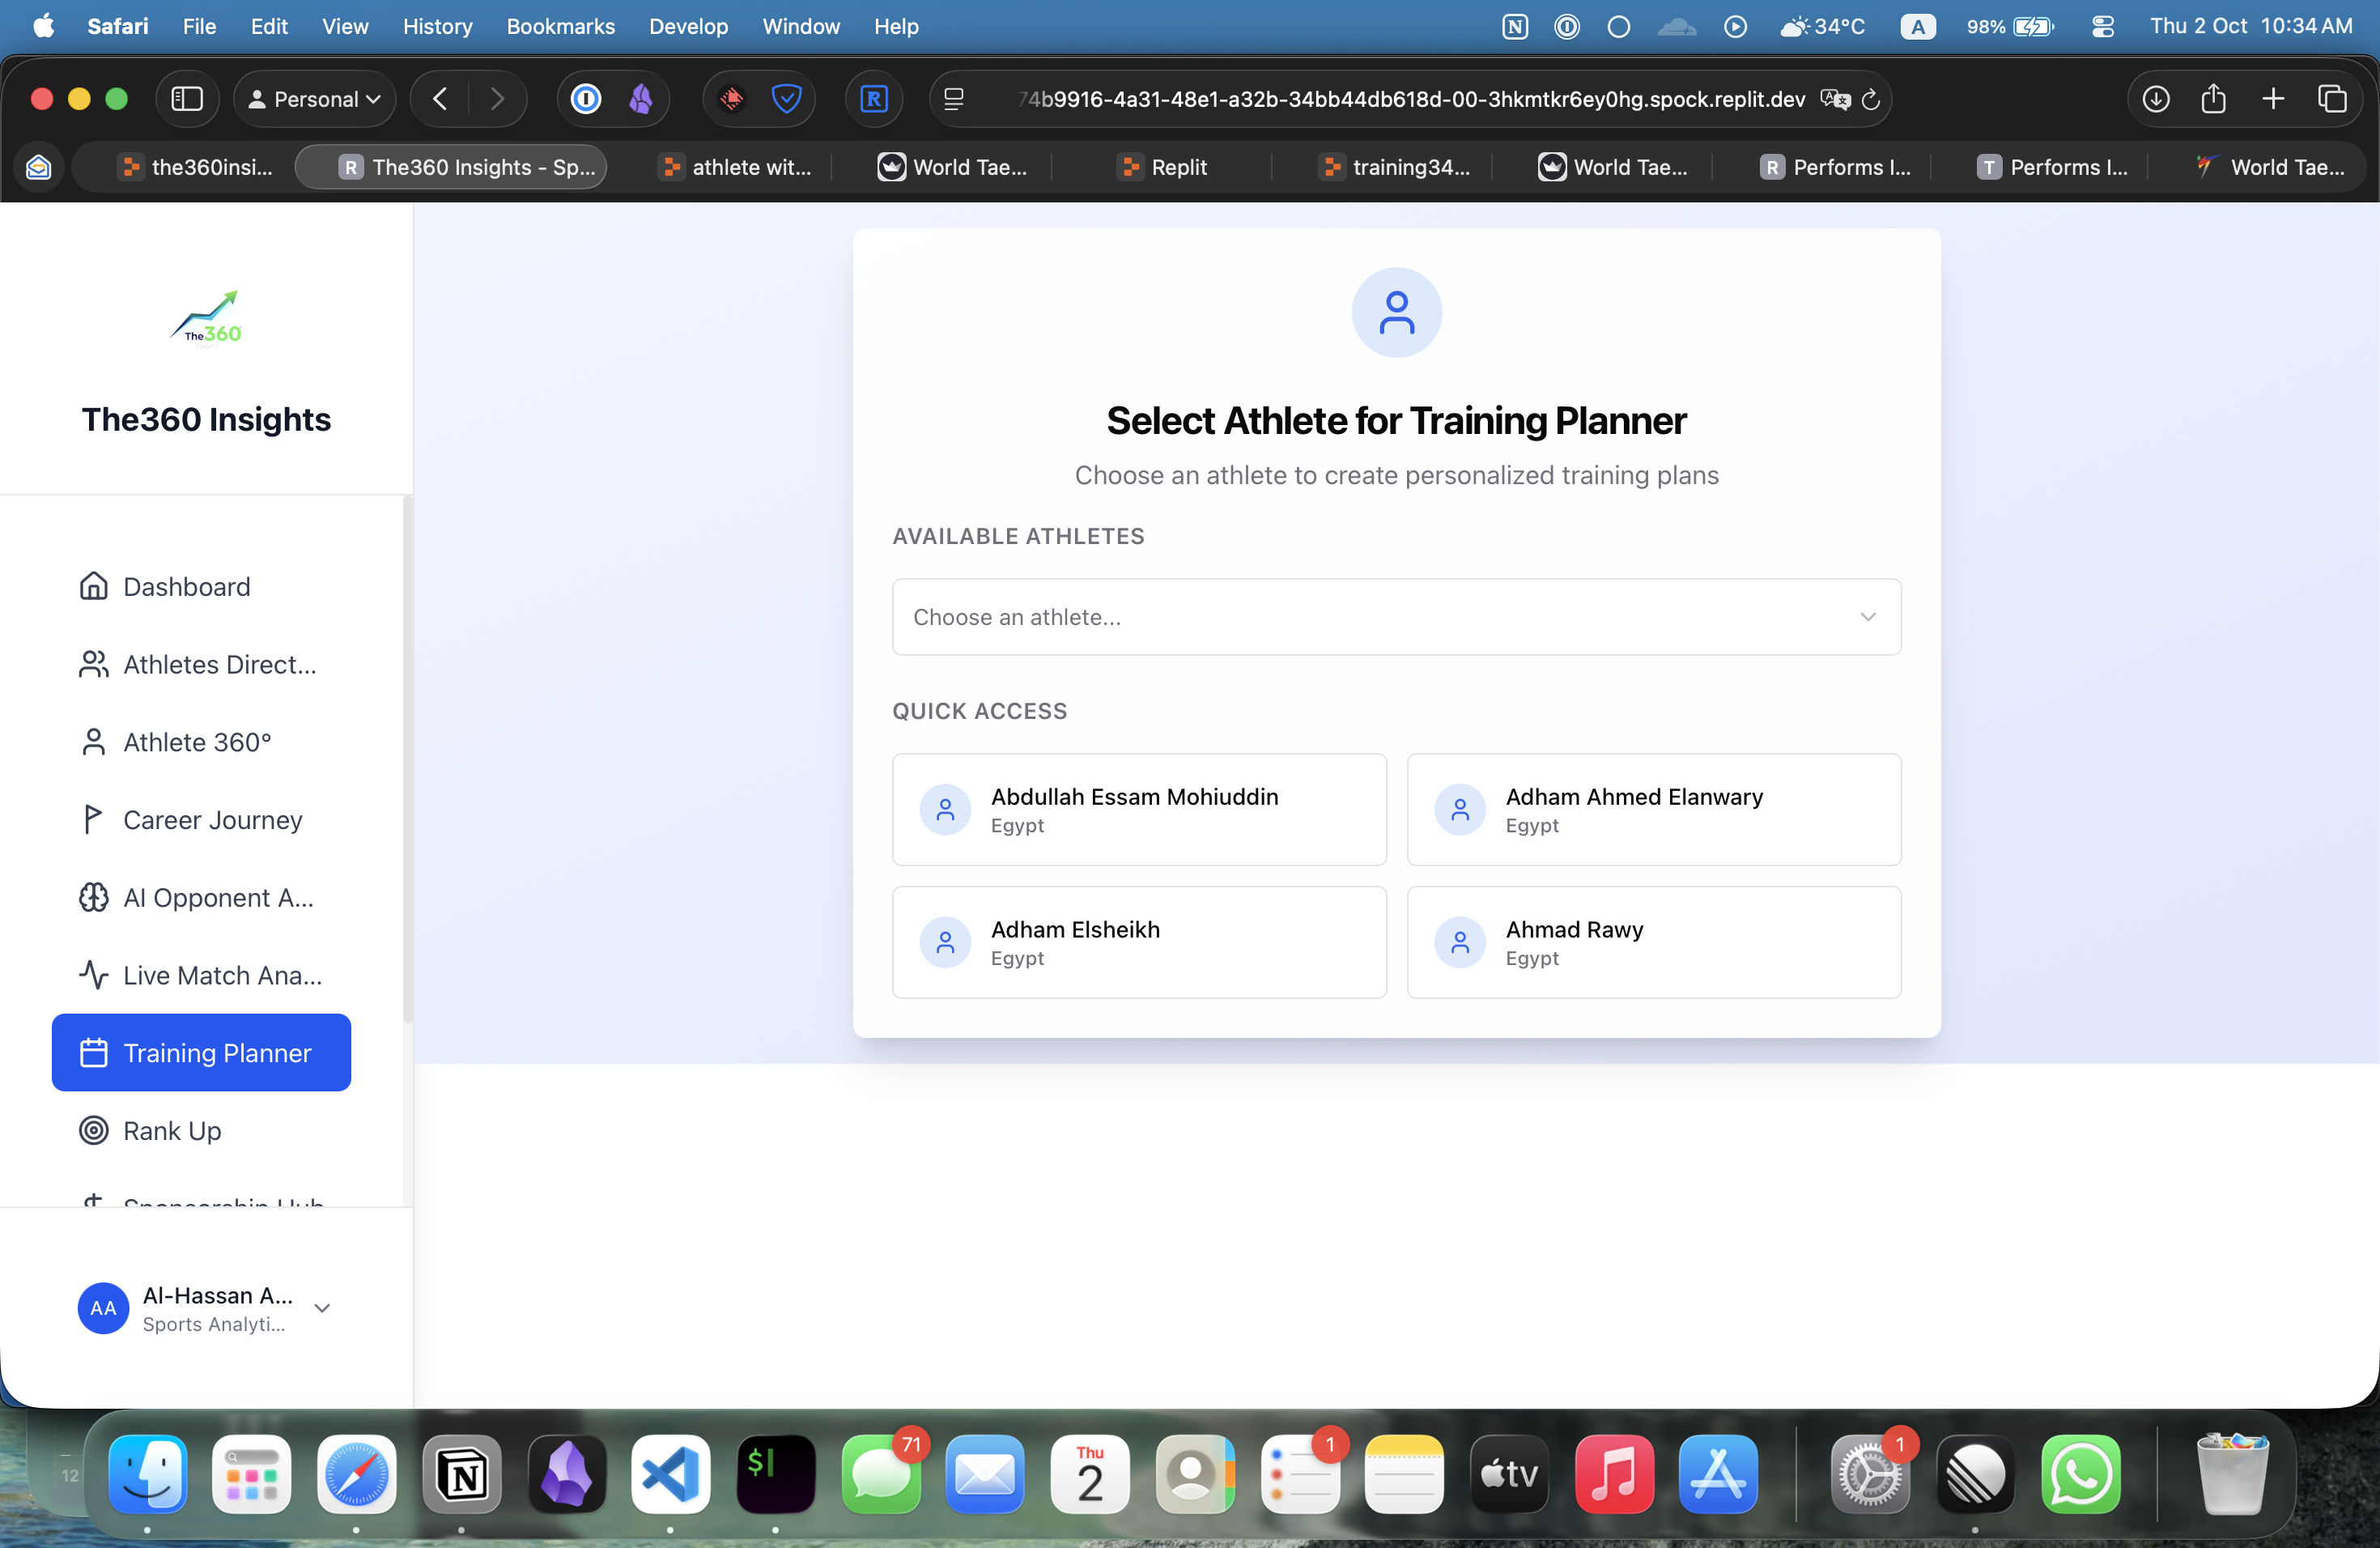 Safari File Edit View History Bookmarks Develop Window Help 34°C A 98% Thu 2 Oct 10:34 AM
Personal 74b9916-4a31-48e1-a32b-34bb44db618d-00-3hkmtkr6ey0hg.spock.replit.dev
the360insi... R The360 Insights - Sp... athlete wit... World Tae... Replit training34... World Tae... R Performs I... T Performs I... World Tae...
The360
The360 Insights
Dashboard
Athletes Direct...
Athlete 360°
Career Journey
AI Opponent A...
Live Match Ana...
Training Planner
Rank Up
Sponsorship Hub
AA
Al-Hassan A...
Sports Analyti...
Select Athlete for Training Planner
Choose an athlete to create personalized training plans
AVAILABLE ATHLETES
Choose an athlete...
QUICK ACCESS
Abdullah Essam Mohiuddin
Egypt
Adham Ahmed Elanwary
Egypt
Adham Elsheikh
Egypt
Ahmad Rawy
Egypt
12
$
71
Thu
2
1
tv
1